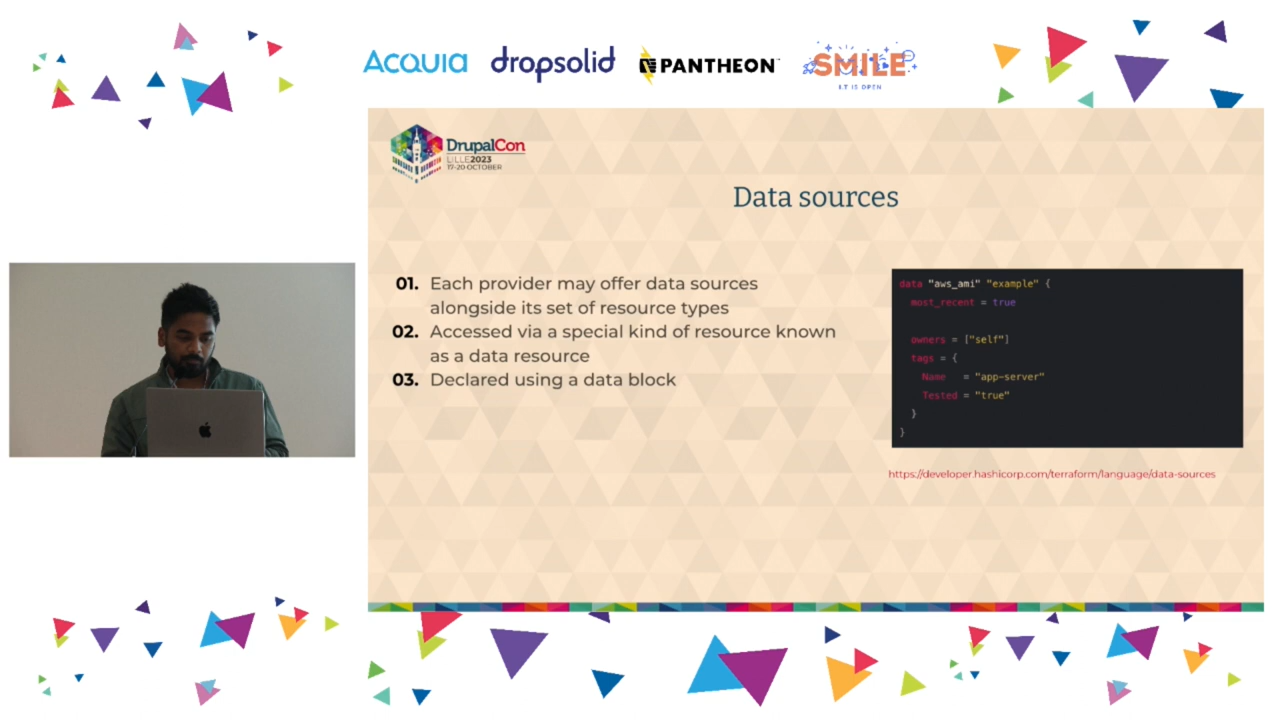 ACQUIA dropsolid PANTHEON SMILE
I.T IS OPEN
DrupalCon
LILLE2023
17-20-OCTOBER
Data sources
01. Each provider may offer data sources
alongside its set of resource types
02. Accessed via a special kind of resource known
as a data resource
03. Declared using a data block
data "aws_ami" "example" {
most_recent = true
owners = ["self"]
tags = {
Name = "app-server"
Tested = "true"
}
}
https://developer.hashicorp.com/terraform/language/data-sources